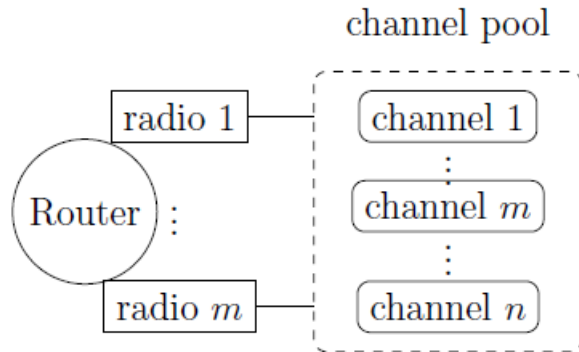 channel pool
radio 1
channel 1
⋮
Router
⋮
channel m
⋮
radio m
channel n